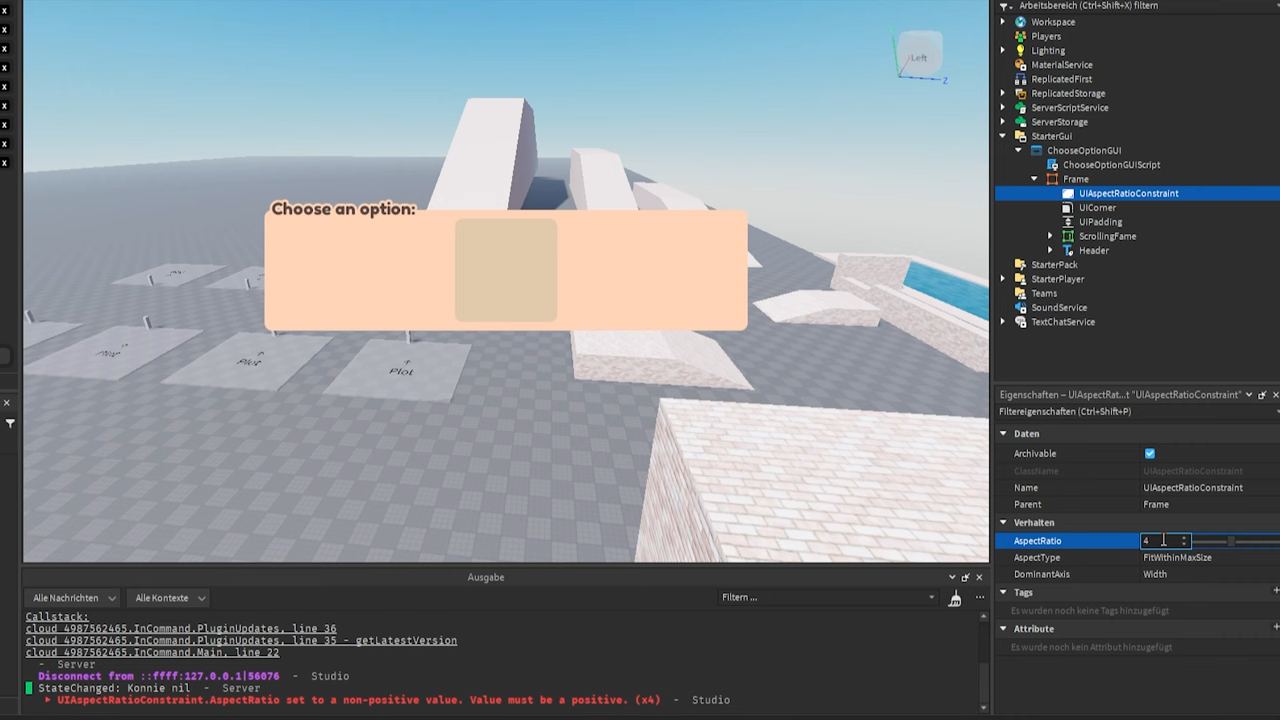 Arbeitsbereich (Ctrl+Shift+X) filtern
Workspace
Players
Lighting
MaterialService
ReplicatedFirst
ReplicatedStorage
ServerScriptService
ServerStorage
StarterGui
ChooseOptionGUI
ChooseOptionGUIScript
Frame
UIAspectRatioConstraint
UICorner
UIPadding
ScrollingFame
Header
StarterPack
StarterPlayer
Teams
SoundService
TextChatService
Left
Z
Choose an option:
Plot
Plot
Plot
Eigenschaften – UIAspectRat...t "UIAspectRatioConstraint"
Filtereigenschaften (Ctrl+Shift+P)
Daten
Archivable
ClassName UIAspectRatioConstraint
Name UIAspectRatioConstraint
Parent Frame
Verhalten
AspectRatio 4
AspectType FitWithinMaxSize
DominantAxis Width
Tags
Es wurden noch keine Tags hinzugefügt
Attribute
Es wurden noch kein Attribut hinzugefügt
Ausgabe
Alle Nachrichten Alle Kontexte Filtern ...
Callstack:
cloud_4987562465.InCommand.PluginUpdates, line 36
cloud_4987562465.InCommand.PluginUpdates, line 35 - getLatestVersion
cloud_4987562465.InCommand.Main, line 22
- Server
Disconnect from ::ffff:127.0.0.1|56076 - Studio
StateChanged: Konnie nil - Server
UIAspectRatioConstraint.AspectRatio set to a non-positive value. Value must be a positive. (x4) - Studio